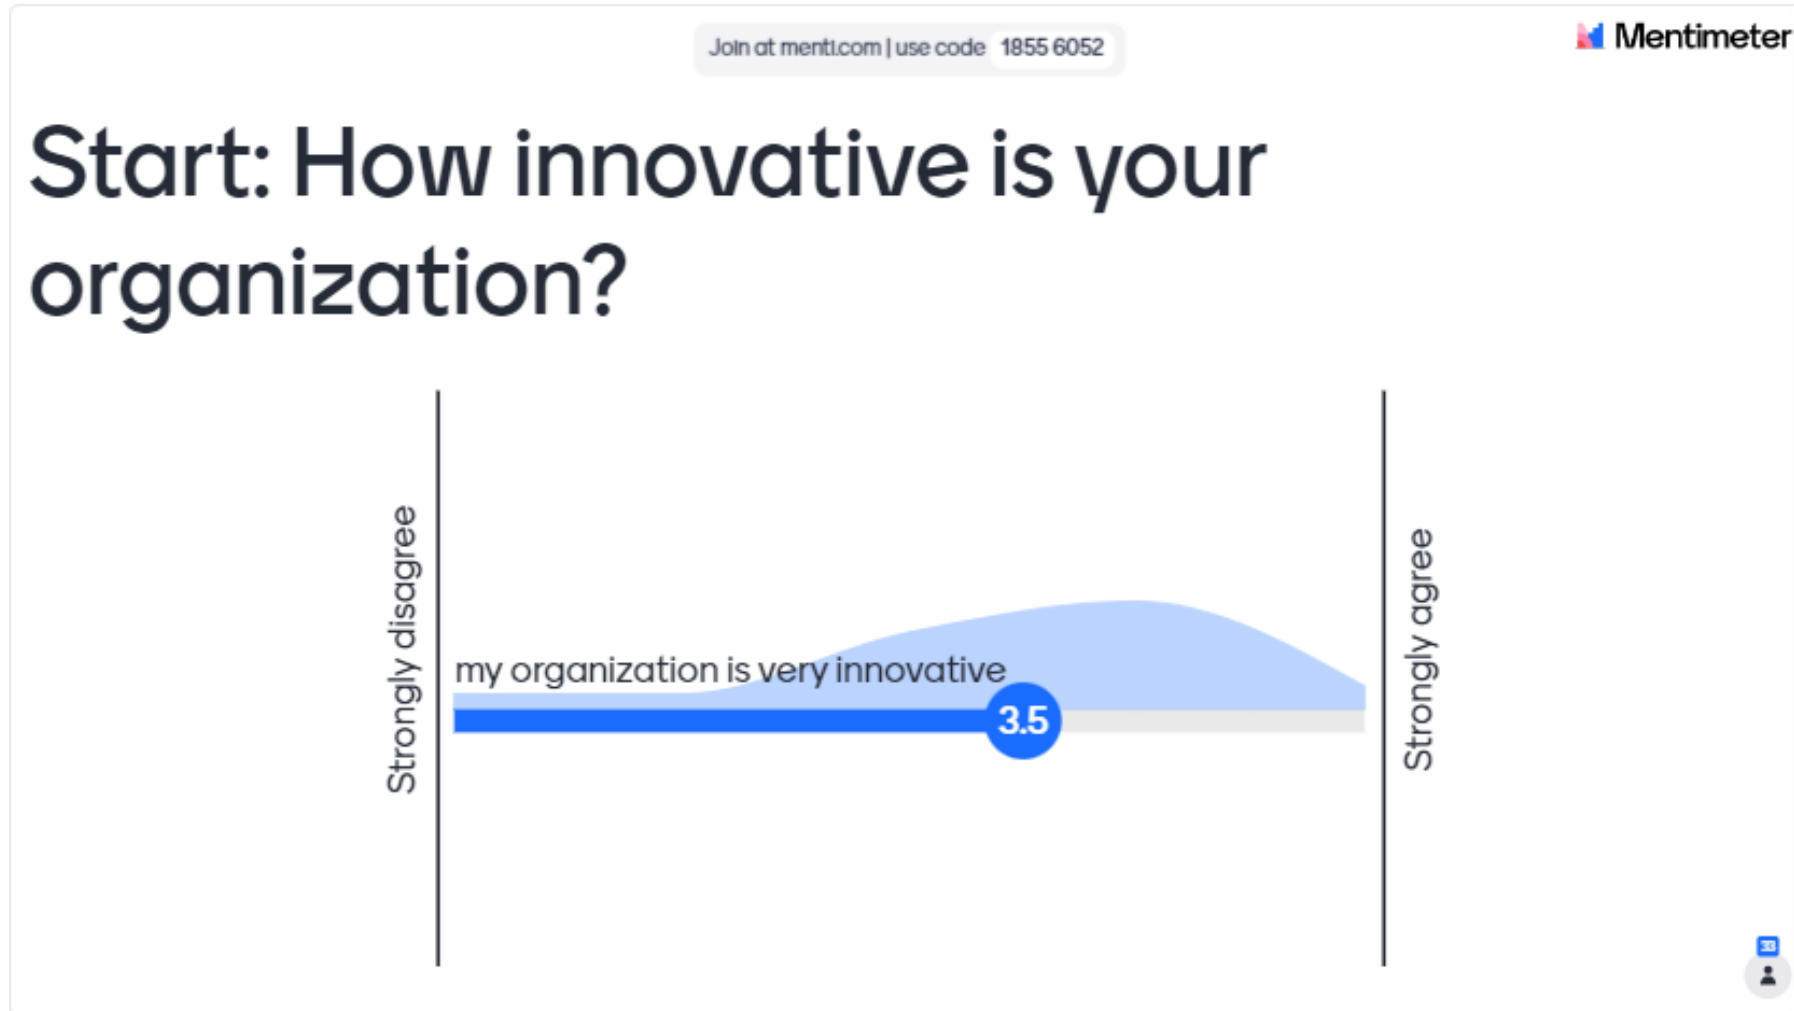 Join at menti.com | use code 1855 6052
Mentimeter
Start: How innovative is your
organization?
Strongly disagree
my organization is very innovative
3.5
Strongly agree
33